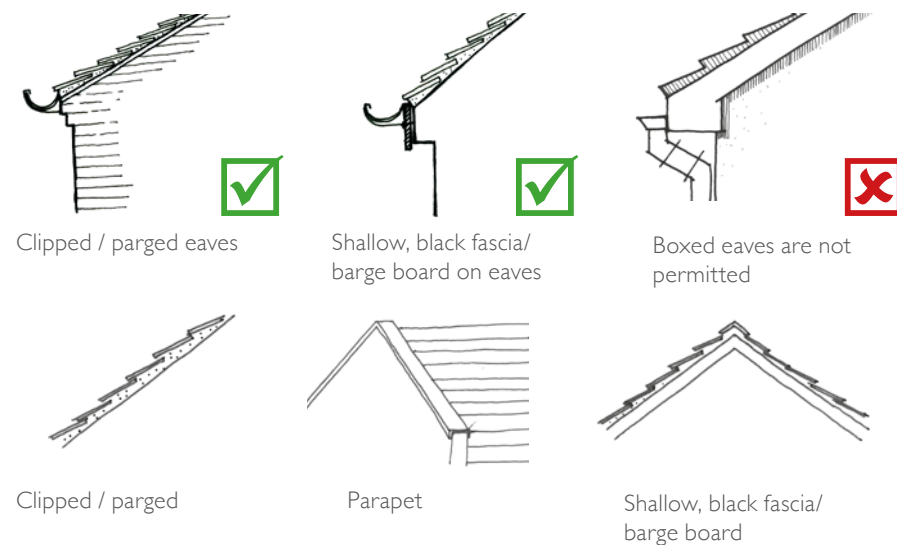 Clipped / parged eaves
Shallow, black fascia/
barge board on eaves
Boxed eaves are not
permitted
Clipped / parged
Parapet
Shallow, black fascia/
barge board